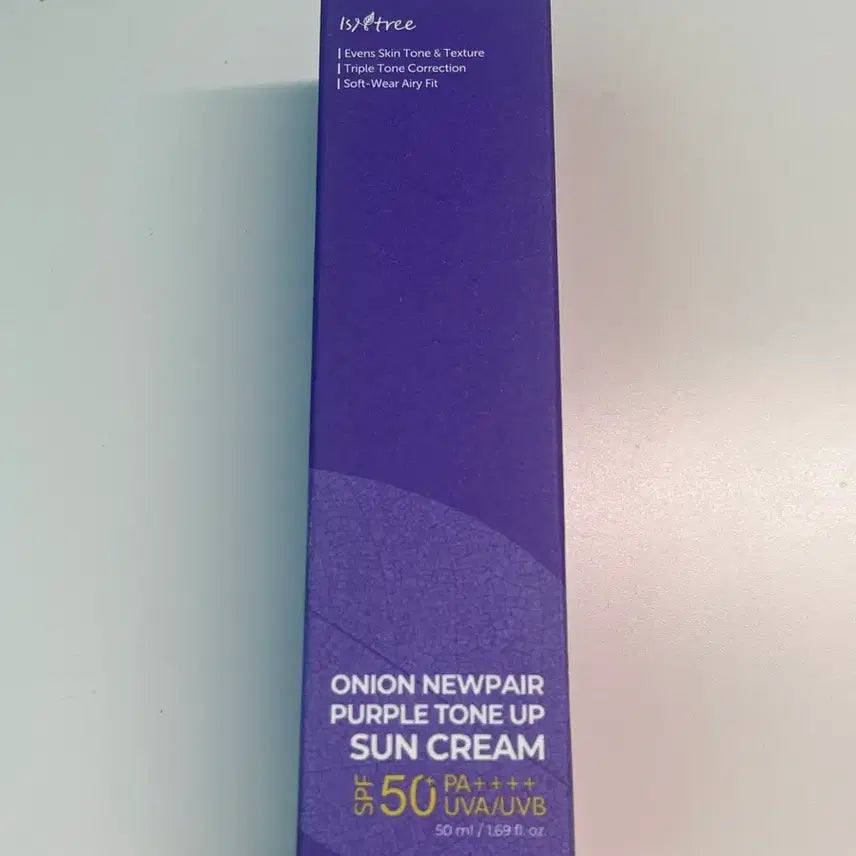 Isntree
| Evens Skin Tone & Texture
| Triple Tone Correction
| Soft-Wear Airy Fit
ONION NEWPAIR
PURPLE TONE UP
SUN CREAM
SPF 50+ PA++++
UVA/UVB
50 ml / 1.69 fl. oz.